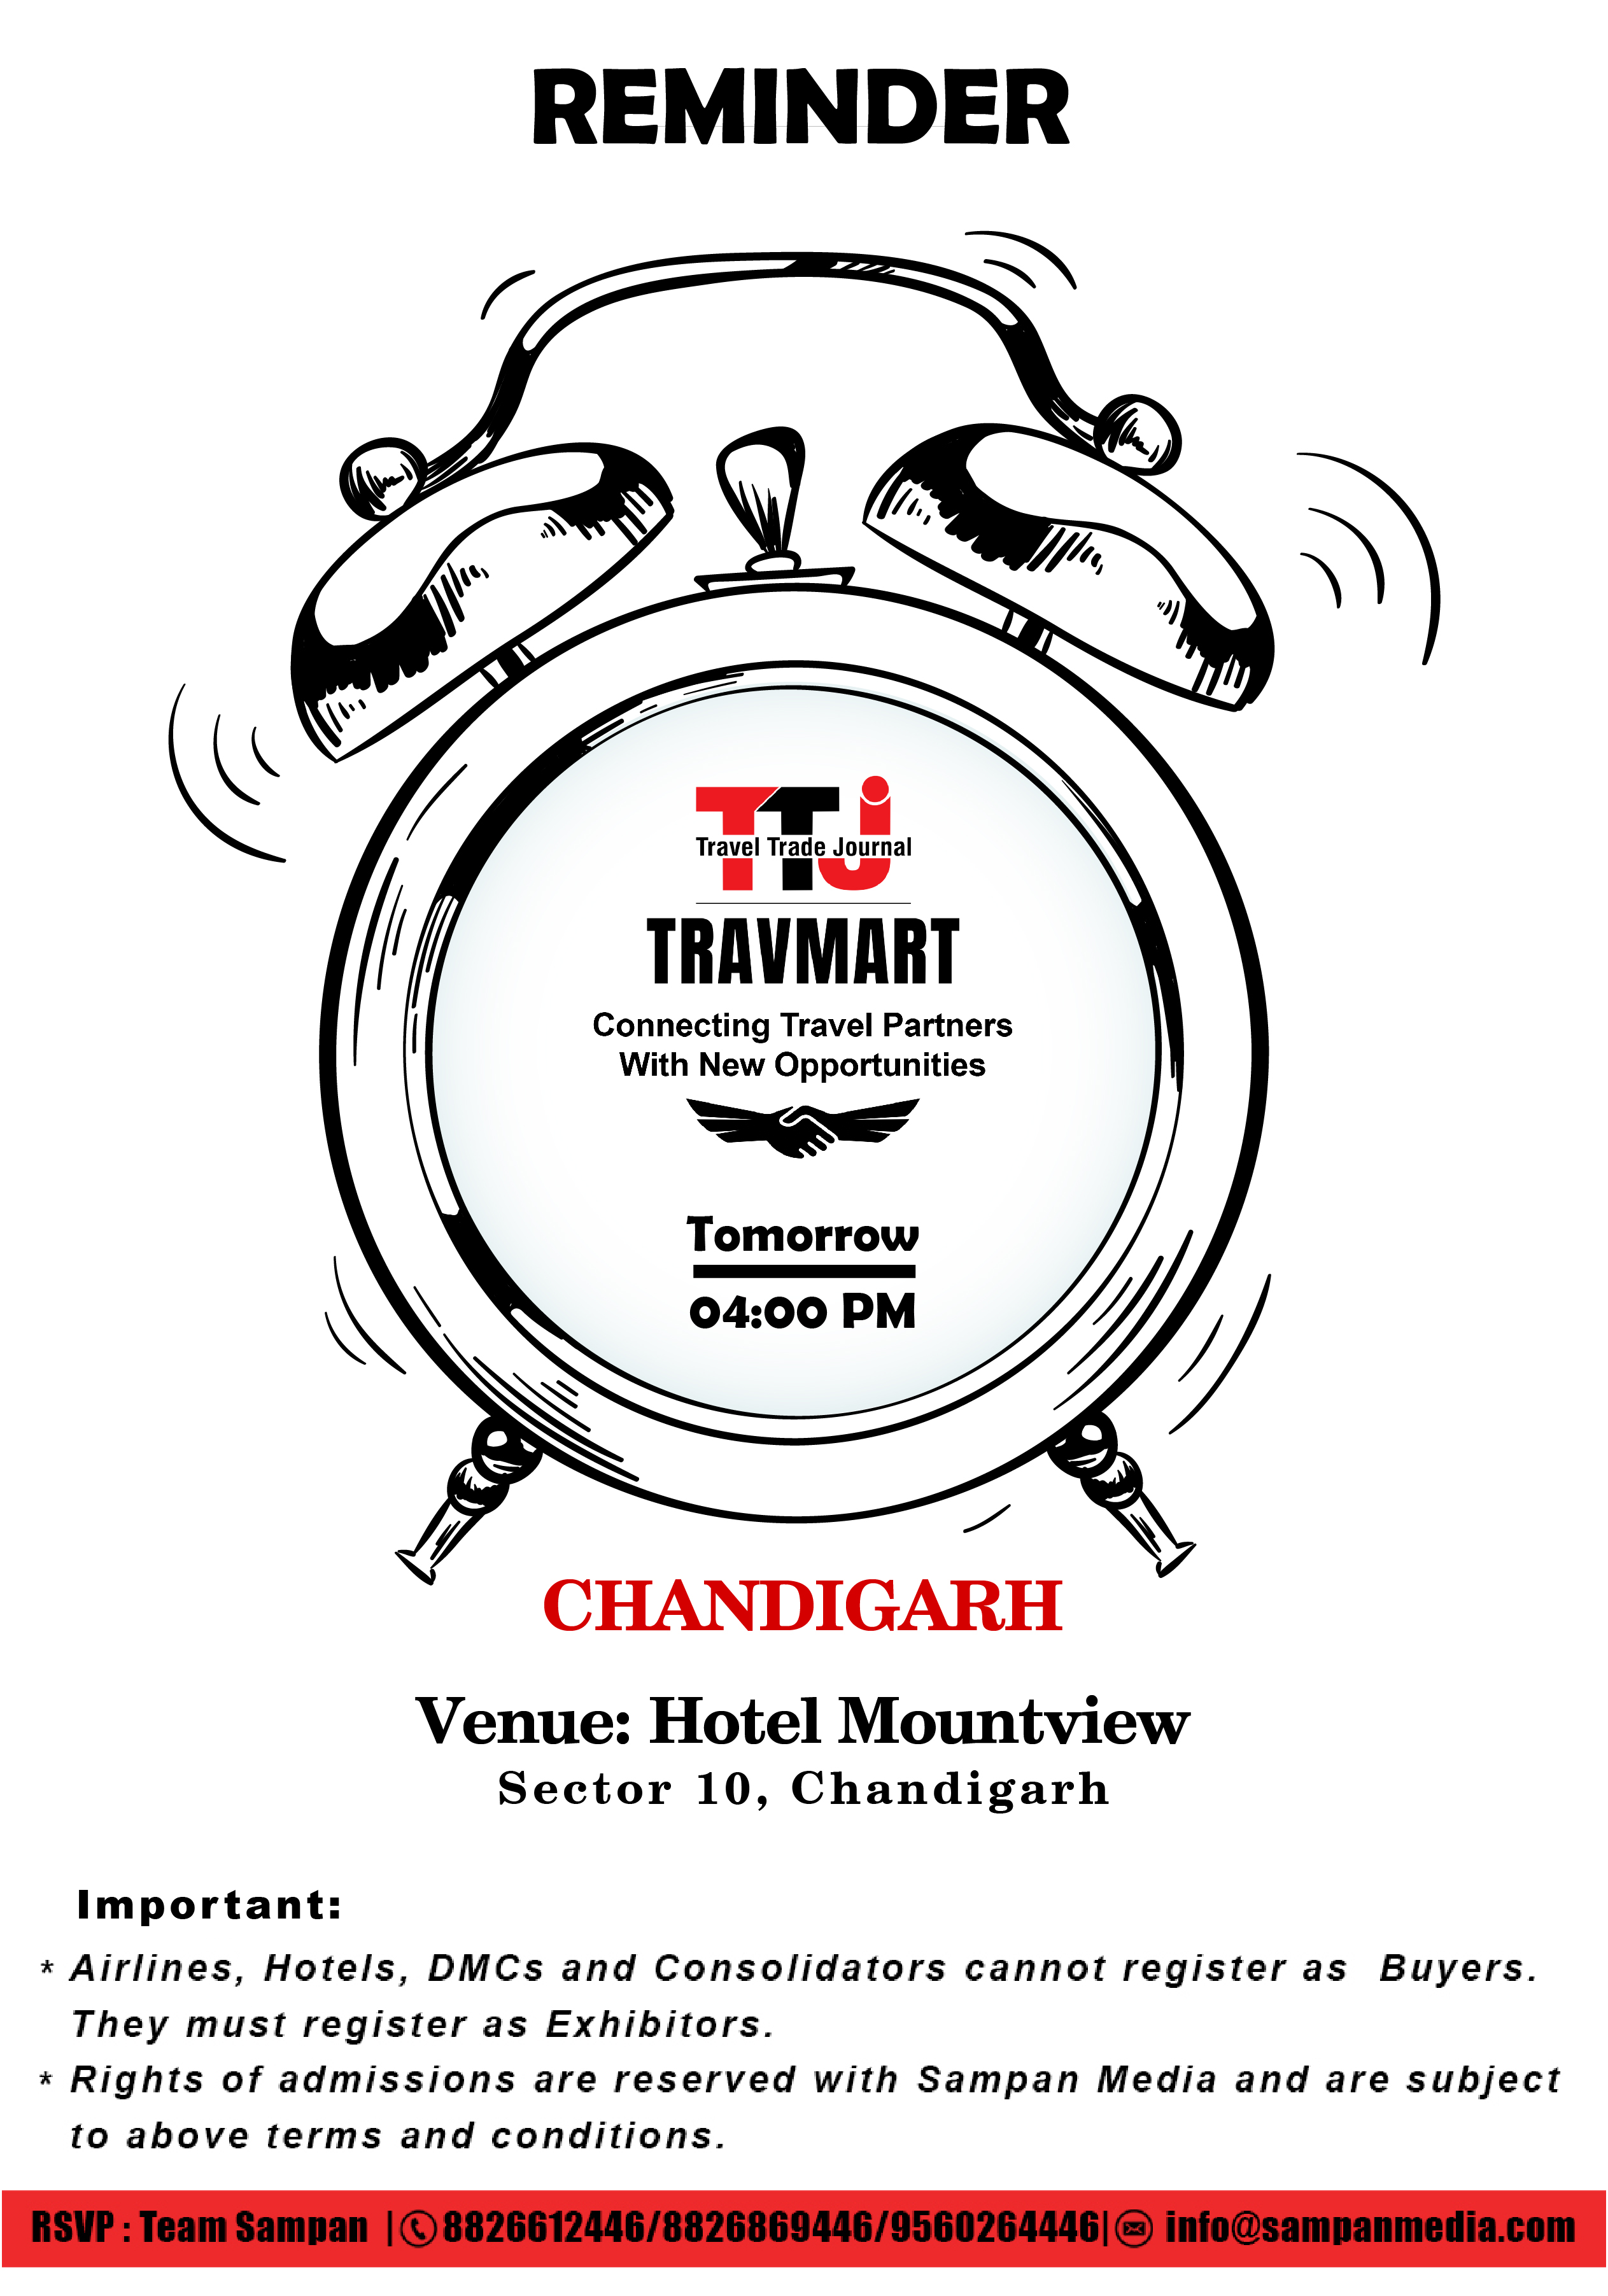 REMINDER
TTJ
Travel Trade Journal
TRAVMART
Connecting Travel Partners
With New Opportunities
Tomorrow
04:00 PM
CHANDIGARH
Venue: Hotel Mountview
Sector 10, Chandigarh
Important:
* Airlines, Hotels, DMCs and Consolidators cannot register as Buyers.
They must register as Exhibitors.
* Rights of admissions are reserved with Sampan Media and are subject
to above terms and conditions.
RSVP : Team Sampan | 8826612446/8826869446/9560264446| info@sampanmedia.com